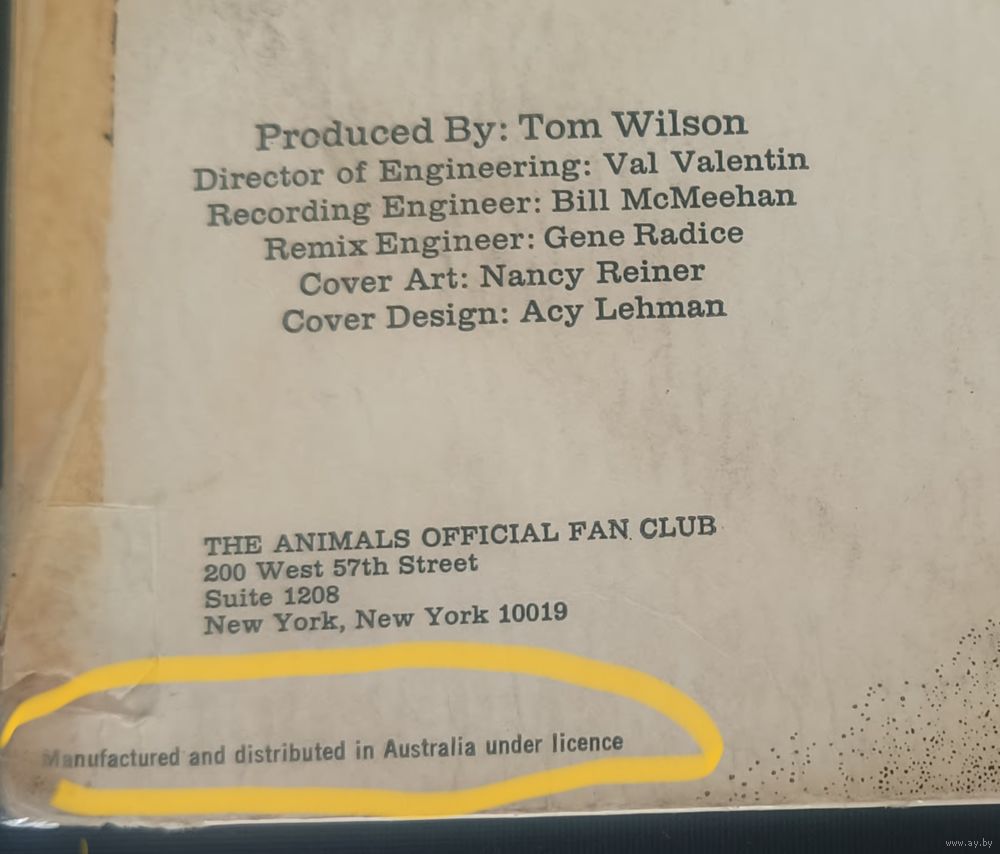 Produced By: Tom Wilson
Director of Engineering: Val Valentin
Recording Engineer: Bill McMeehan
Remix Engineer: Gene Radice
Cover Art: Nancy Reiner
Cover Design: Acy Lehman
THE ANIMALS OFFICIAL FAN CLUB
200 West 57th Street
Suite 1208
New York, New York 10019
Manufactured and distributed in Australia under licence
www.ay.by